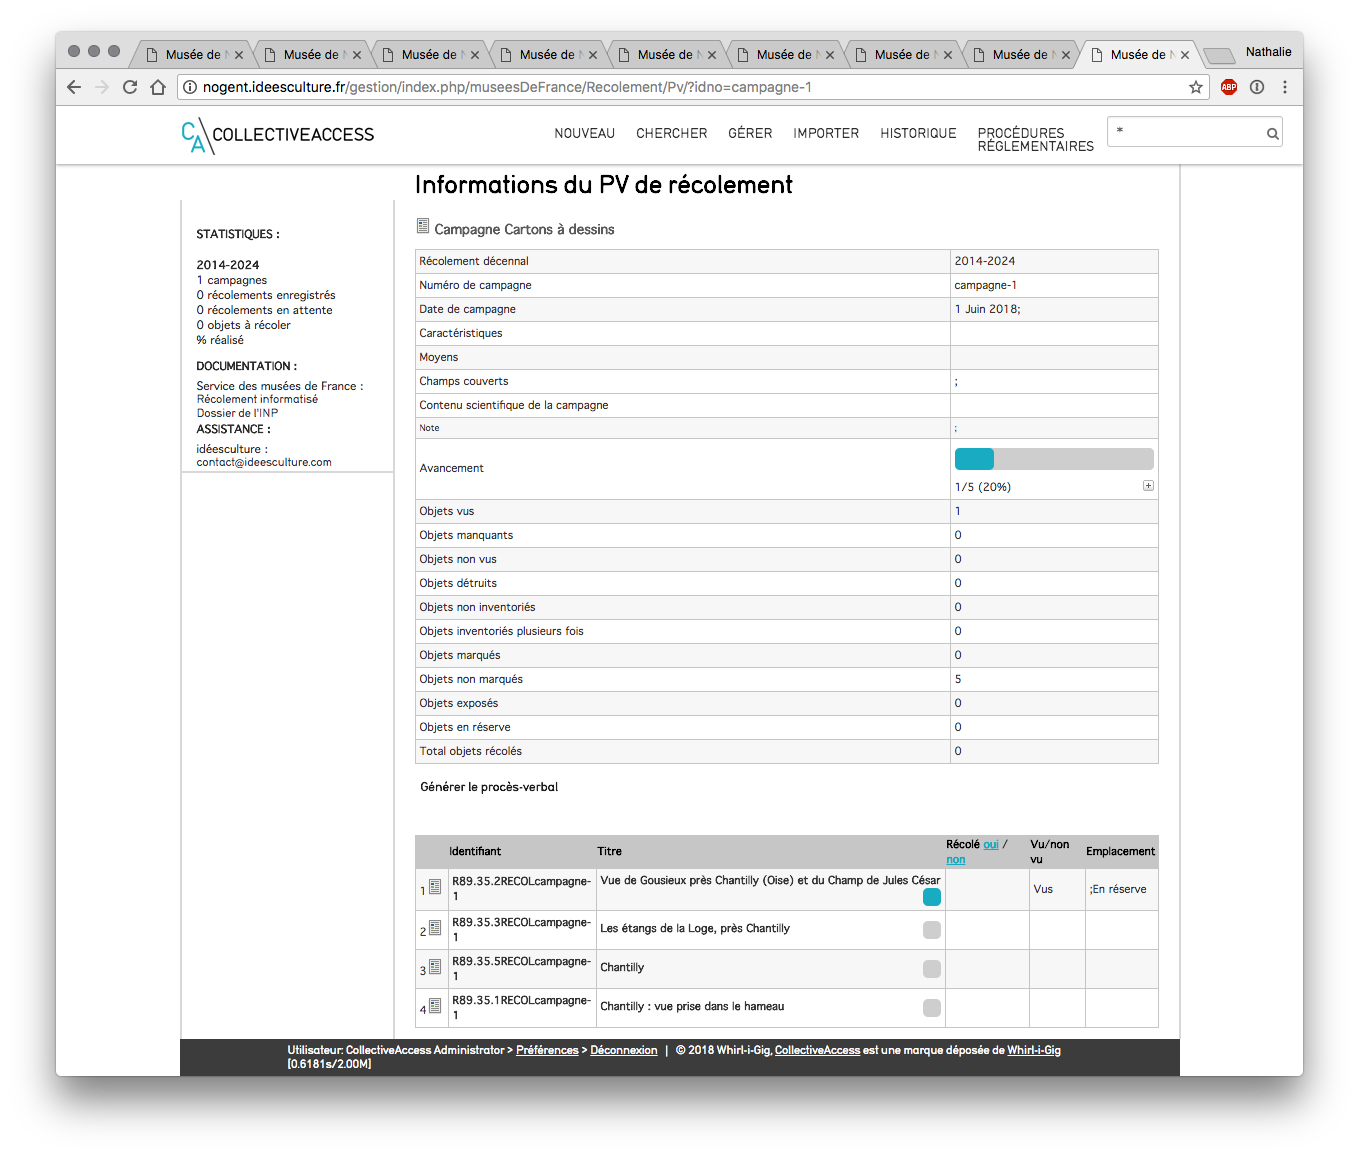 Musée de N Musée de N Musée de N Musée de N Musée de N Musée de N Musée de N Musée de N Musée de N Nathalie
nogent.ideesculture.fr/gestion/index.php/museesDeFrance/Recolement/Pv/?idno=campagne-1
ABP
CA\COLLECTIVEACCESS
NOUVEAU CHERCHER GÉRER IMPORTER HISTORIQUE PROCÉDURES RÉGLEMENTAIRES *
Informations du PV de récolement
STATISTIQUES :
2014-2024
1 campagnes
0 récolements enregistrés
0 récolements en attente
0 objets à récoler
% réalisé
DOCUMENTATION :
Service des musées de France :
Récolement informatisé
Dossier de l'INP
ASSISTANCE :
idéesculture :
contact@ideesculture.com
Campagne Cartons à dessins
Récolement décennal 2014-2024
Numéro de campagne campagne-1
Date de campagne 1 Juin 2018;
Caractéristiques
Moyens
Champs couverts ;
Contenu scientifique de la campagne
Note ;
Avancement
1/5 (20%)
Objets vus 1
Objets manquants 0
Objets non vus 0
Objets détruits 0
Objets non inventoriés 0
Objets inventoriés plusieurs fois 0
Objets marqués 0
Objets non marqués 5
Objets exposés 0
Objets en réserve 0
Total objets récolés 0
Générer le procès-verbal
Identifiant Titre Récolé oui / non Vu/non vu Emplacement
1 R89.35.2RECOLcampagne-1 Vue de Gousieux près Chantilly (Oise) et du Champ de Jules César Vus ;En réserve
2 R89.35.3RECOLcampagne-1 Les étangs de la Loge, près Chantilly
3 R89.35.5RECOLcampagne-1 Chantilly
4 R89.35.1RECOLcampagne-1 Chantilly : vue prise dans le hameau
Utilisateur: CollectiveAccess Administrator > Préférences > Déconnexion | © 2018 Whirl-i-Gig, CollectiveAccess est une marque déposée de Whirl-i-Gig
[0.6181s/2.00M]